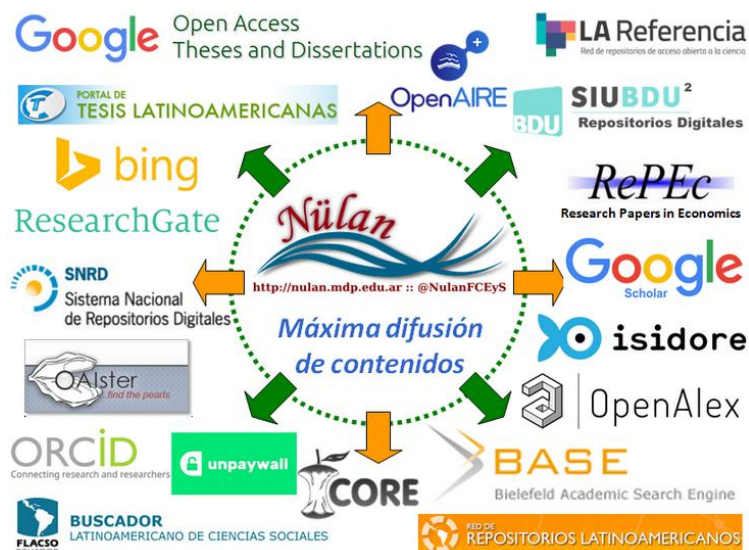 Google
Open Access
Theses and Dissertations
OpenAIRE
LA Referencia
Red de repositorios de acceso abierto a la ciencia
PORTAL DE
TESIS LATINOAMERICANAS
BDU
SIUBDU²
Repositorios Digitales
bing
RePEc
Research Papers in Economics
ResearchGate
Nülan
http://nulan.mdp.edu.ar :: @NulanFCEyS
Máxima difusión
de contenidos
Google
Scholar
SNRD
Sistema Nacional
de Repositorios Digitales
isidore
OAIster
find the pearls
OpenAlex
ORCID
Connecting research and researchers
unpaywall
CORE
BASE
Bielefeld Academic Search Engine
FLACSO
BUSCADOR
LATINOAMERICANO DE CIENCIAS SOCIALES
RED DE
REPOSITORIOS LATINOAMERICANOS